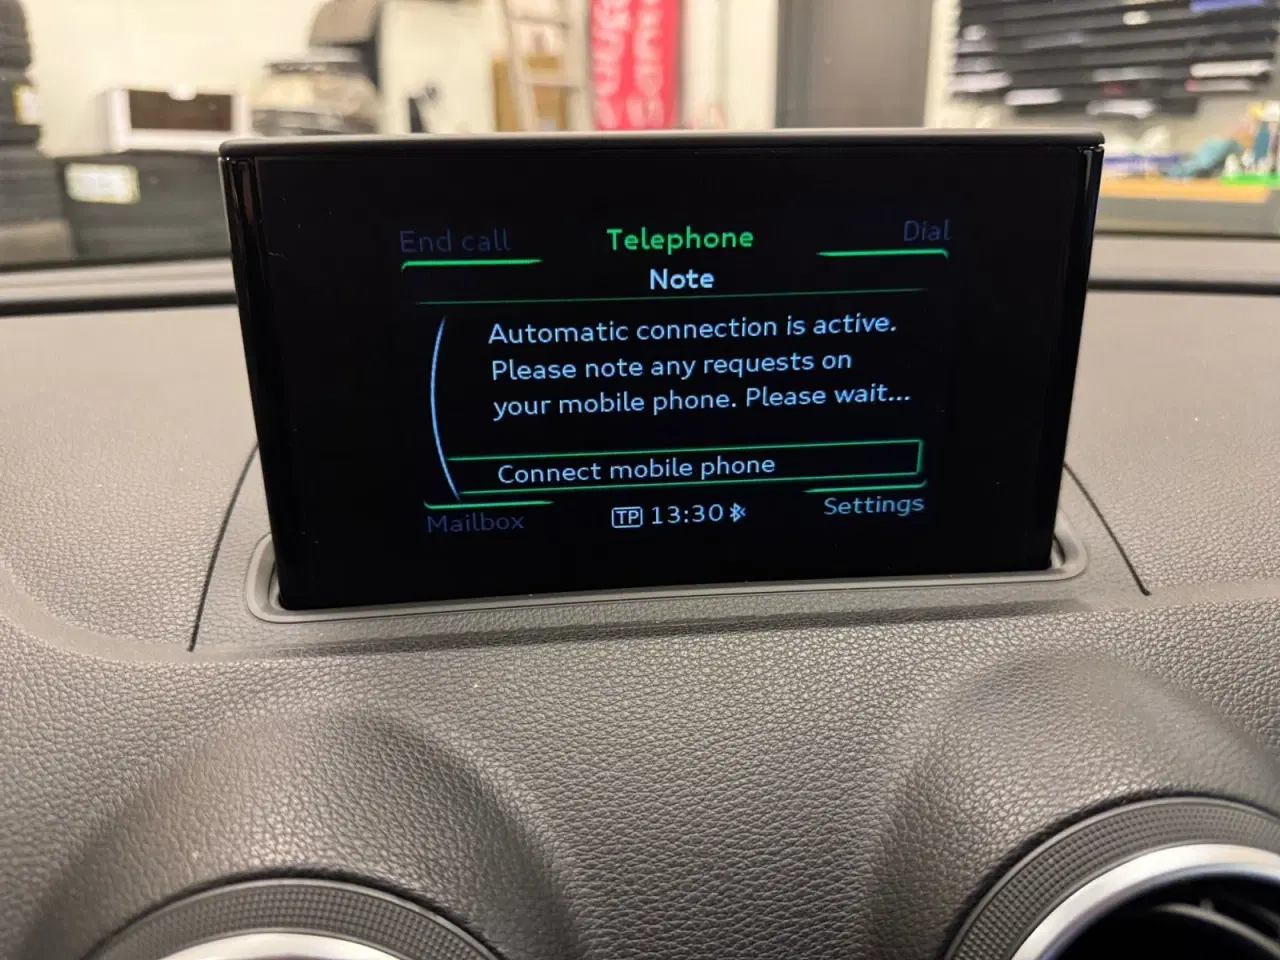 End call Telephone Dial
Note
Automatic connection is active.
Please note any requests on
your mobile phone. Please wait...
Connect mobile phone
Mailbox TP 13:30 Settings